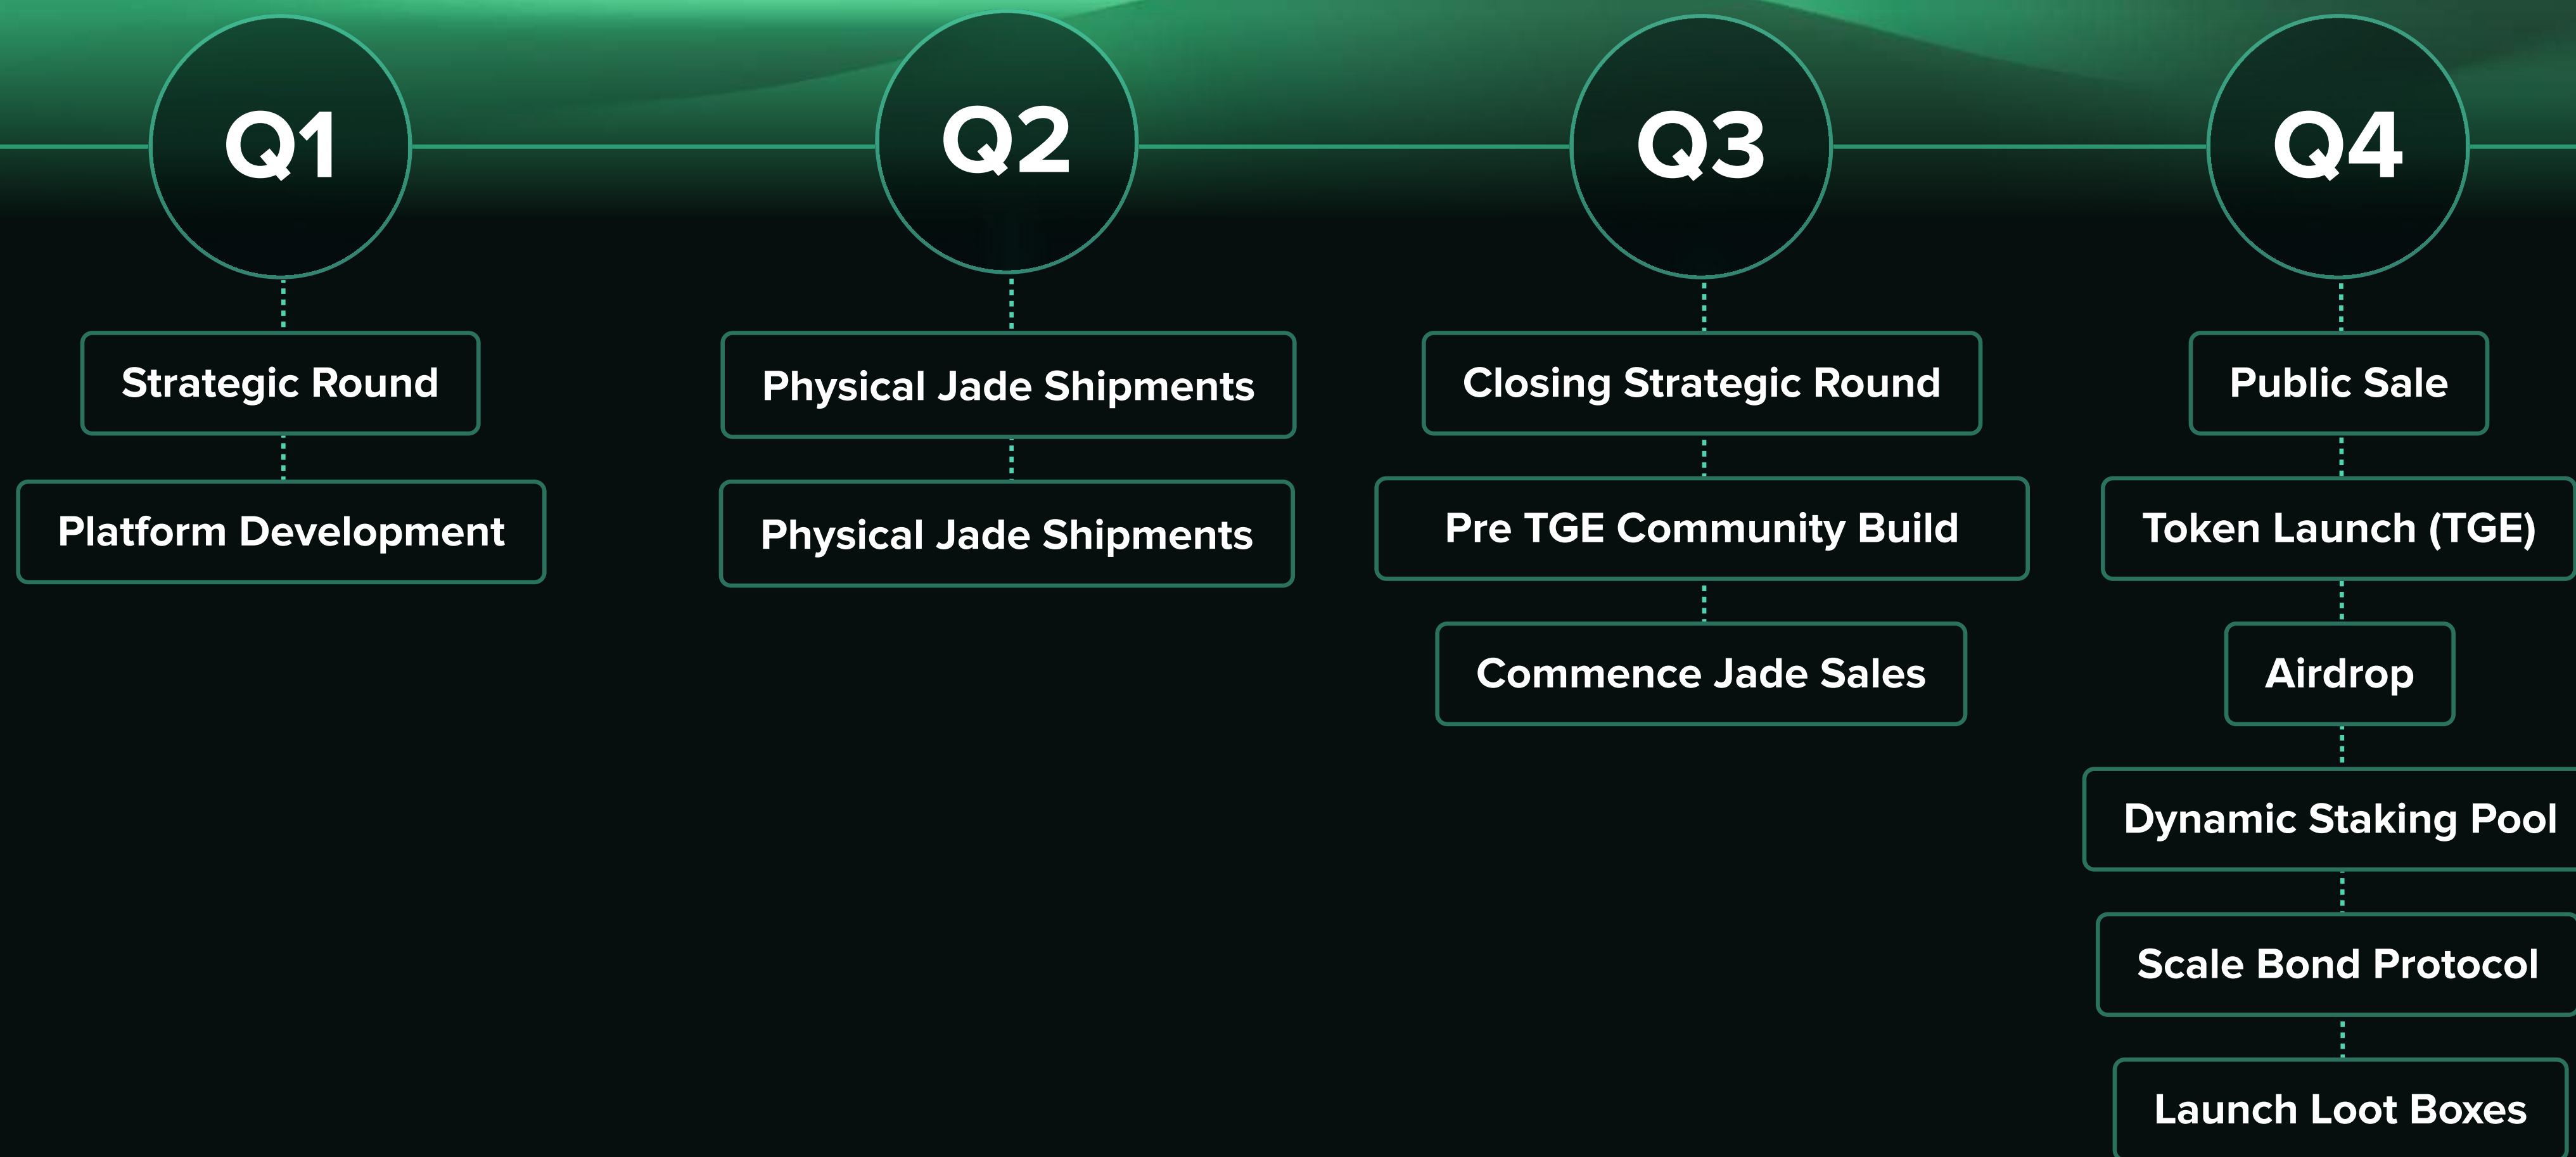 Q1
Strategic Round
Platform Development
Q2
Physical Jade Shipments
Physical Jade Shipments
Q3
Closing Strategic Round
Pre TGE Community Build
Commence Jade Sales
Q4
Public Sale
Token Launch (TGE)
Airdrop
Dynamic Staking Pool
Scale Bond Protocol
Launch Loot Boxes